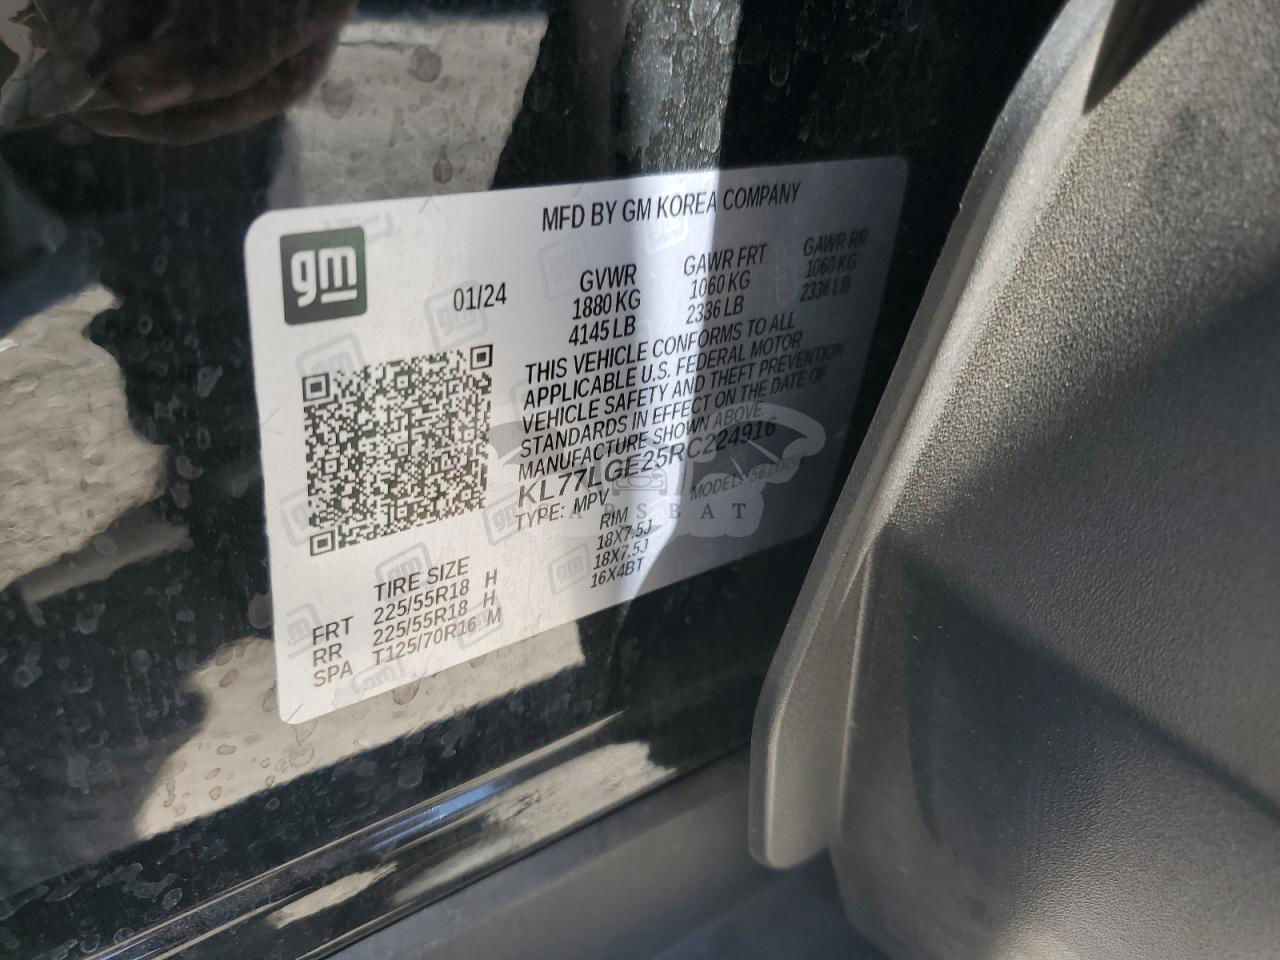 gm
MFD BY GM KOREA COMPANY
01/24
GVWR GAWR FRT GAWR RR
1880 KG 1060 KG 1060 KG
4145 LB 2336 LB 2336 LB
THIS VEHICLE CONFORMS TO ALL
APPLICABLE U.S. FEDERAL MOTOR
VEHICLE SAFETY AND THEFT PREVENTION
STANDARDS IN EFFECT ON THE DATE OF
MANUFACTURE SHOWN ABOVE.
KL77LGE25RC224916
TYPE: MPV MODEL:
TIRE SIZE RIM
FRT 225/55R18 H 18X7.5J
RR 225/55R18 H 18X7.5J
SPA T125/70R16 M 16X4BT